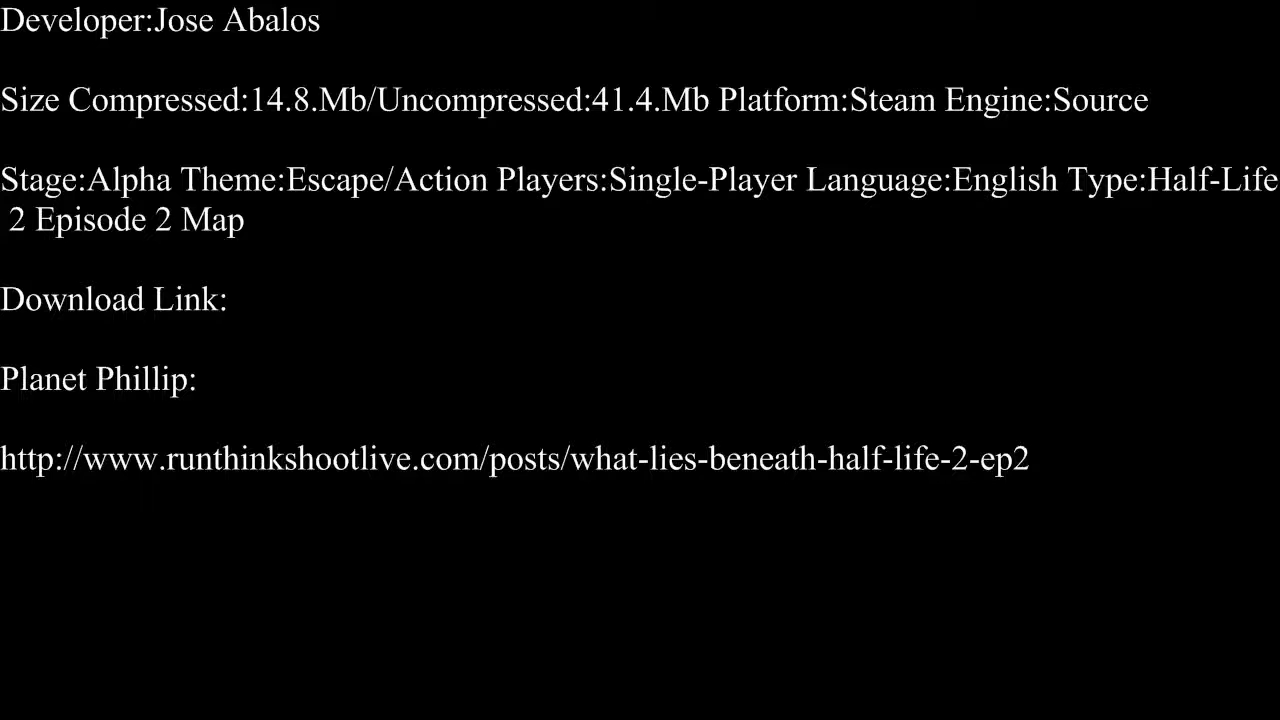 Developer:Jose Abalos
Size Compressed:14.8.Mb/Uncompressed:41.4.Mb Platform:Steam Engine:Source
Stage:Alpha Theme:Escape/Action Players:Single-Player Language:English Type:Half-Life
2 Episode 2 Map
Download Link:
Planet Phillip:
http://www.runthinkshootlive.com/posts/what-lies-beneath-half-life-2-ep2